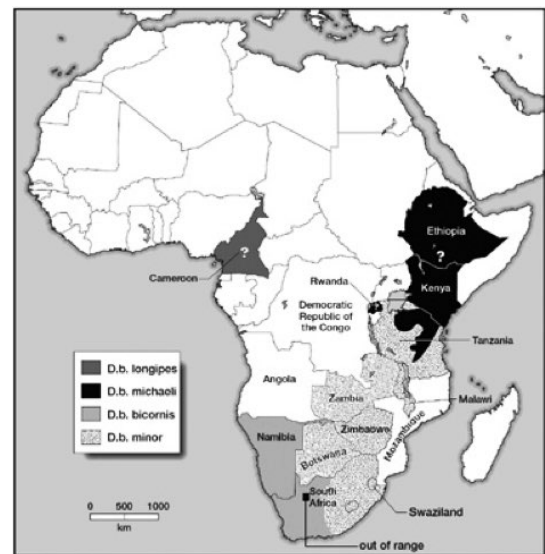 Ethiopia
?
?
Cameroon
Rwanda
Kenya
Democratic
Republic of
the Congo
Tanzania
D.b. longipes
D.b. michaeli
D.b. bicornis
D.b. minor
Angola
Zambia
Malawi
Namibia
Zimbabwe
Mozambique
Botswana
South
Africa
Swaziland
0
1000
km
out of range